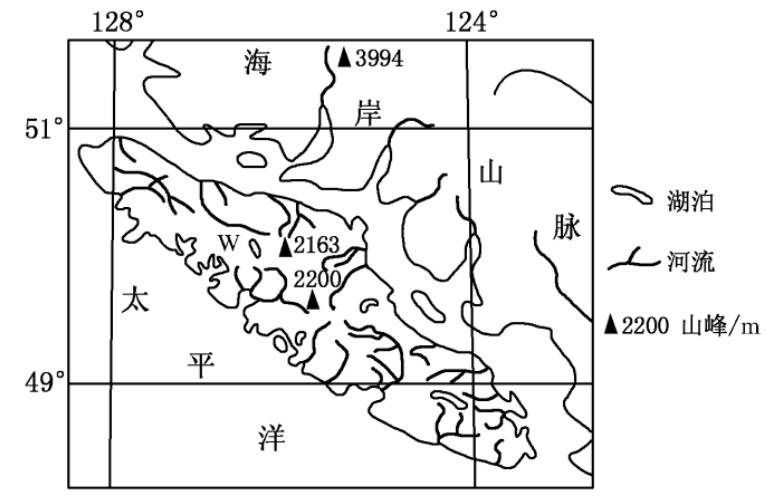 128° 124°
海 ▲3994
51° 岸
山
湖泊
脉
W ▲2163
河流
2200
太 ▲
▲2200 山峰/m
平
49°
洋